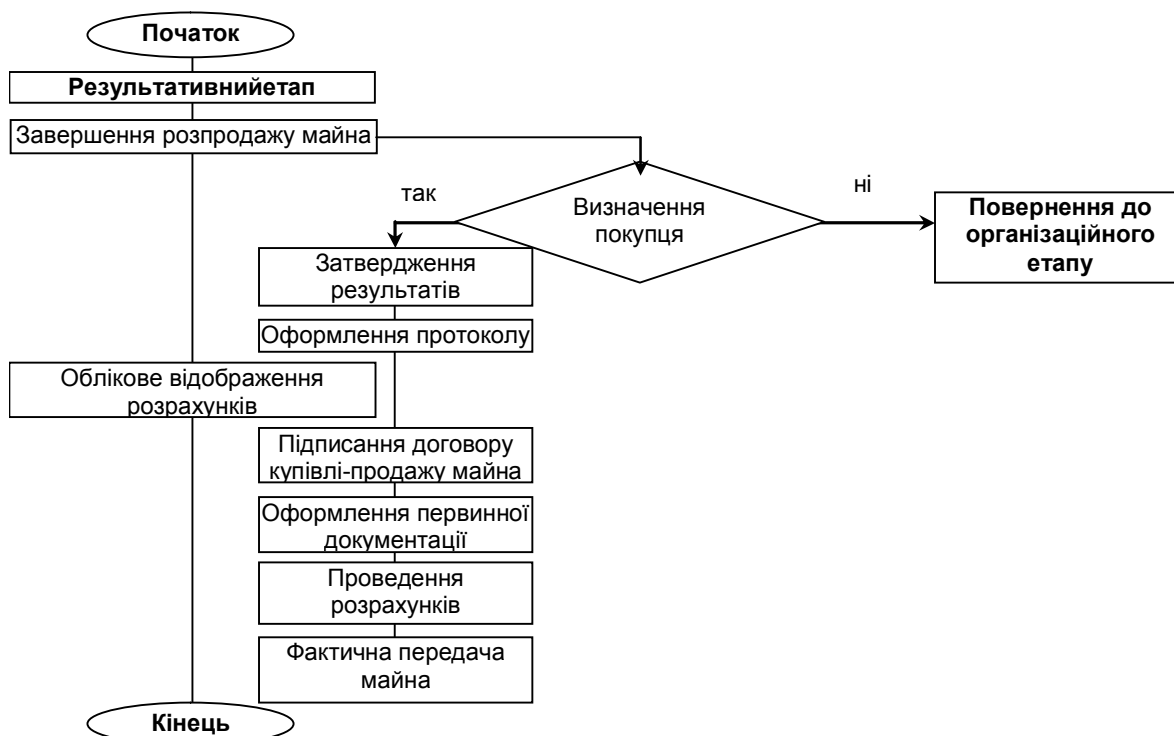 Початок
Результативнийетап
Завершення розпродажу майна
так
Визначення
покупця
ні
Повернення до
організаційного
етапу
Затвердження
результатів
Оформлення протоколу
Облікове відображення
розрахунків
Підписання договору
купівлі-продажу майна
Оформлення первинної
документації
Проведення
розрахунків
Фактична передача
майна
Кінець